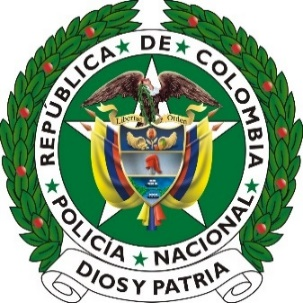 REPÚBLICA ★ DE ★ COLOMBIA
Libertad y Orden
★ POLICÍA ★ NACIONAL ★
DIOS Y PATRIA